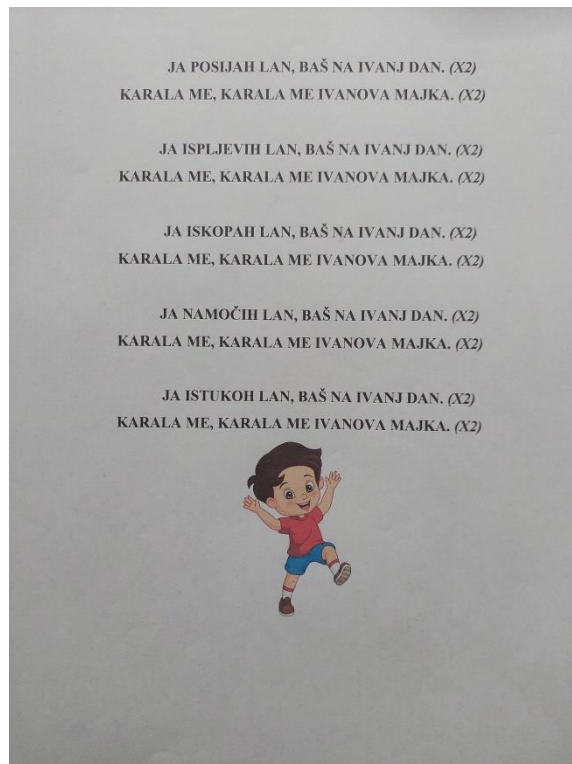 JA POSIJAH LAN, BAŠ NA IVANJ DAN. (X2)
KARALA ME, KARALA ME IVANOVA MAJKA. (X2)
JA ISPLJEVIH LAN, BAŠ NA IVANJ DAN. (X2)
KARALA ME, KARALA ME IVANOVA MAJKA. (X2)
JA ISKOPAH LAN, BAŠ NA IVANJ DAN. (X2)
KARALA ME, KARALA ME IVANOVA MAJKA. (X2)
JA NAMOČIH LAN, BAŠ NA IVANJ DAN. (X2)
KARALA ME, KARALA ME IVANOVA MAJKA. (X2)
JA ISTUKOH LAN, BAŠ NA IVANJ DAN. (X2)
KARALA ME, KARALA ME IVANOVA MAJKA. (X2)